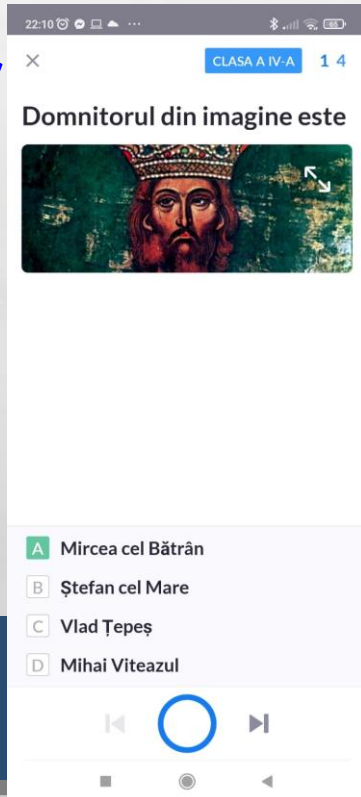 22:10
65
CLASA A IV-A 1 4
Domnitorul din imagine este
A Mircea cel Bătrân
B Ștefan cel Mare
C Vlad Țepeș
D Mihai Viteazul